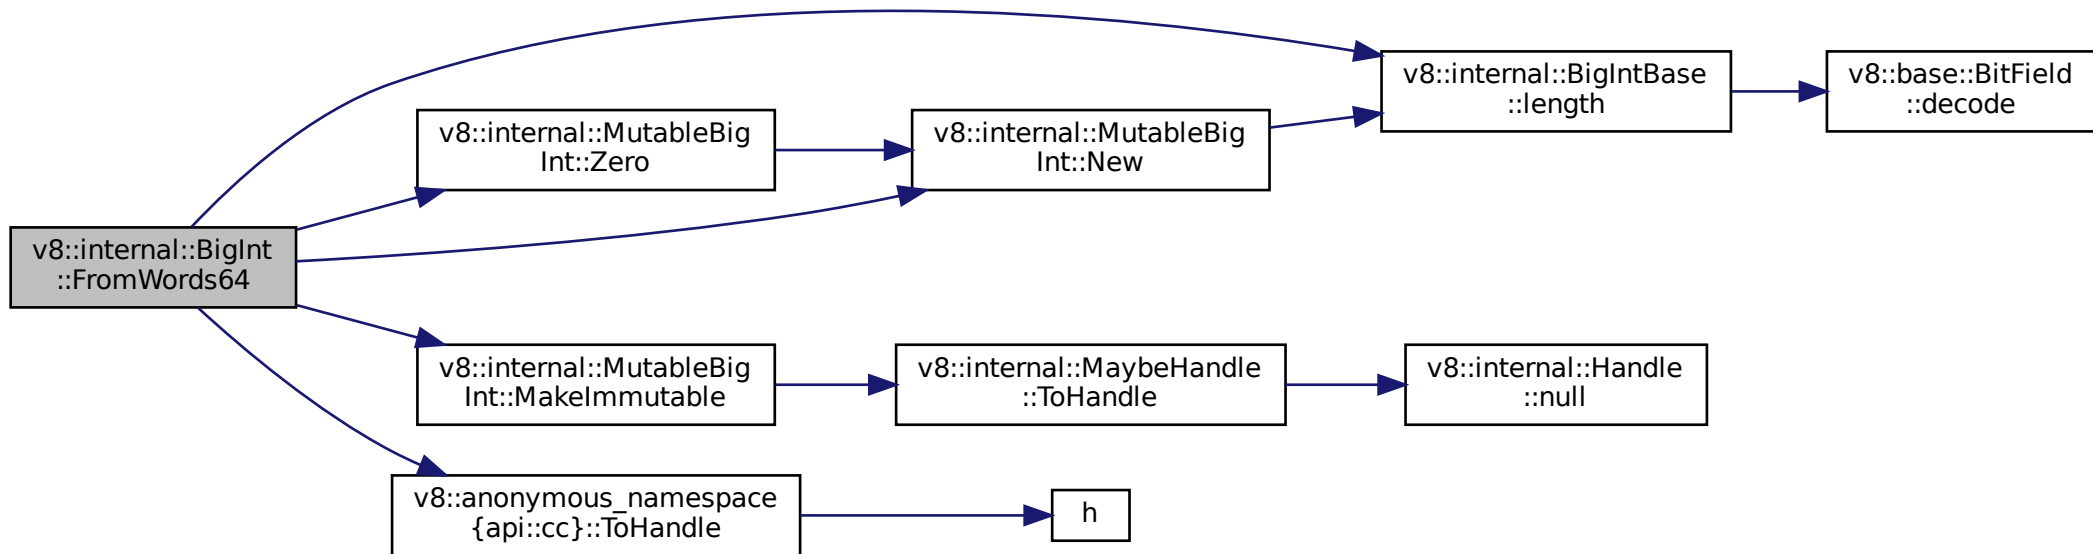 v8::internal::BigInt
::FromWords64
v8::internal::MutableBig
Int::Zero
v8::internal::MutableBig
Int::New
v8::internal::BigIntBase
::length
v8::base::BitField
::decode
v8::internal::MutableBig
Int::MakeImmutable
v8::internal::MaybeHandle
::ToHandle
v8::internal::Handle
::null
v8::anonymous_namespace
{api::cc}::ToHandle
h